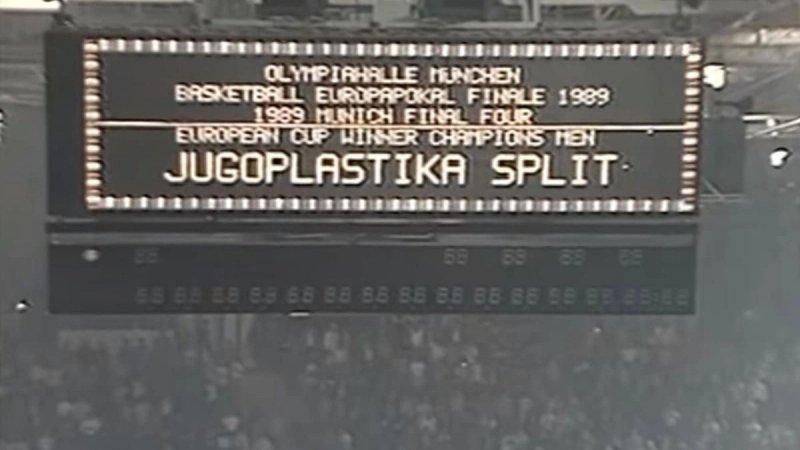 OLYMPIAHALLE MUNCHEN
BASKETBALL EUROPAPOKAL FINALE 1989
1989 MUNICH FINAL FOUR
EUROPEAN CUP WINNER CHAMPIONS MEN
JUGOPLASTIKA SPLIT